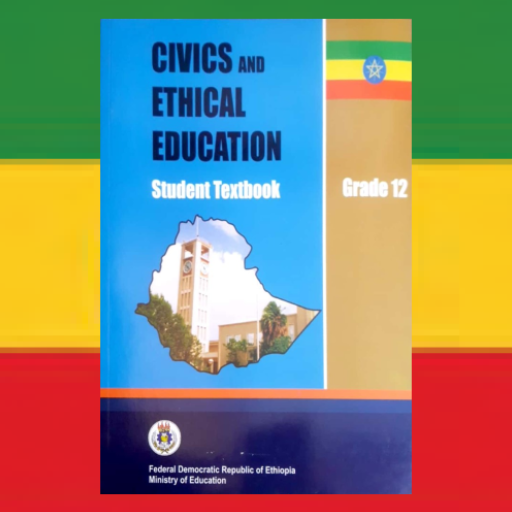 CIVICS AND
ETHICAL
EDUCATION
Student Textbook
Grade 12
Federal Democratic Republic of Ethiopia
Ministry of Education